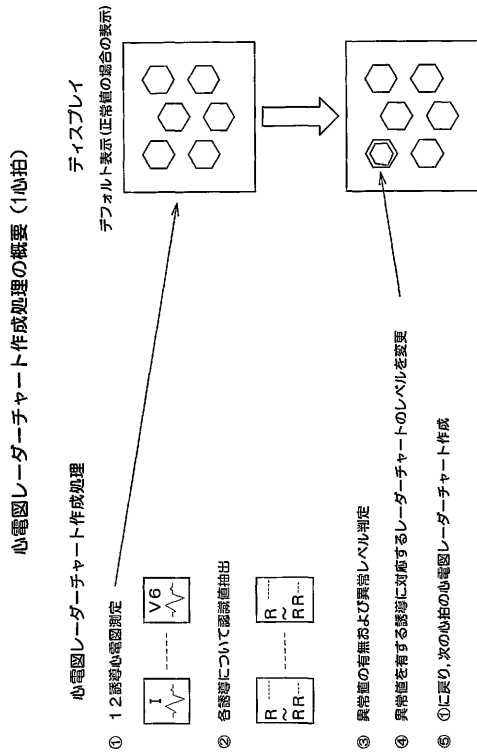 心電図レーダーチャート作成処理の概要 (1心拍)
心電図レーダーチャート作成処理
ディスプレイ
デフォルト表示(正常値の場合の表示)
① 12誘導心電図測定
I
V6
② 各誘導について認識値抽出
R
~
RR
R
~
RR
③ 異常値の有無および異常レベル判定
④ 異常値を有する誘導に対応するレーダーチャートのレベルを変更
⑤ ①に戻り,次の心拍の心電図レーダーチャート作成